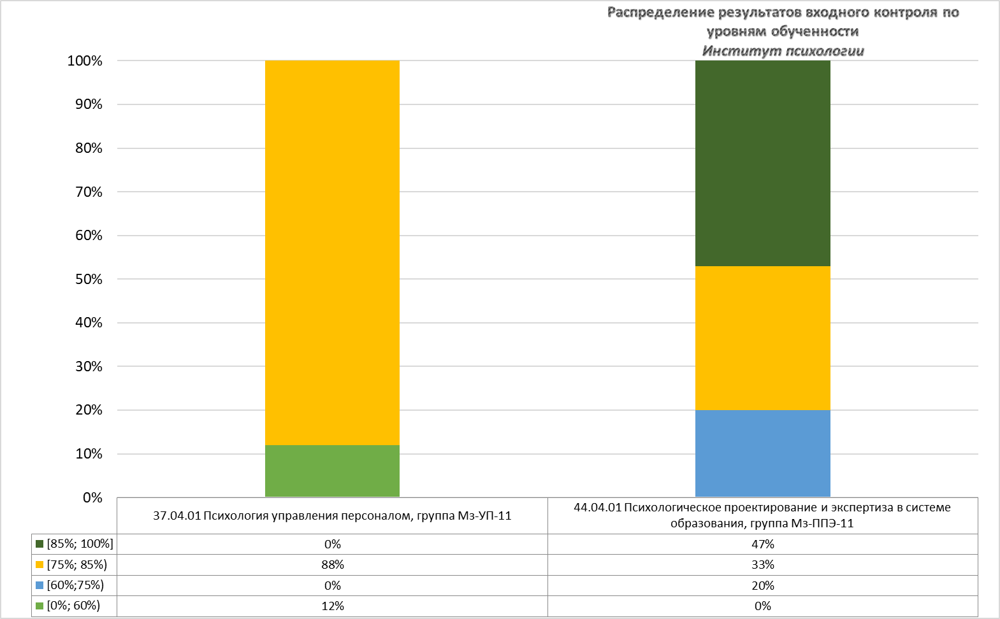 Распределение результатов входного контроля по
уровням обученности
Институт психологии
100%
90%
80%
70%
60%
50%
40%
30%
20%
10%
0%
37.04.01 Психология управления персоналом, группа Мз-УП-11
44.04.01 Психологическое проектирование и экспертиза в системе
образования, группа Мз-ППЭ-11
[85%; 100%] 0% 47%
[75%; 85%) 88% 33%
[60%;75%) 0% 20%
[0%; 60%) 12% 0%